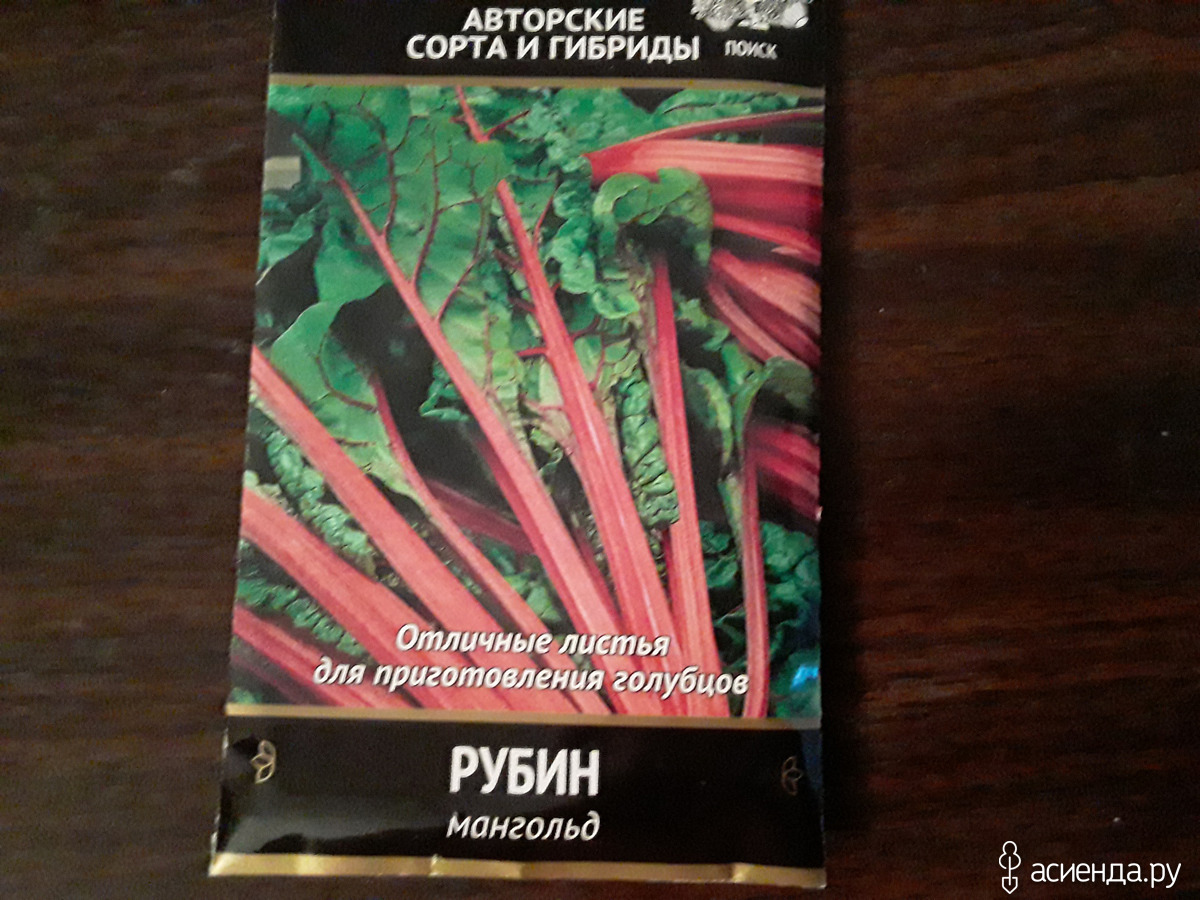 АВТОРСКИЕ
СОРТА И ГИБРИДЫ
ПОИСК
Отличные листья
для приготовления голубцов
РУБИН
мангольд
асиенда.ру